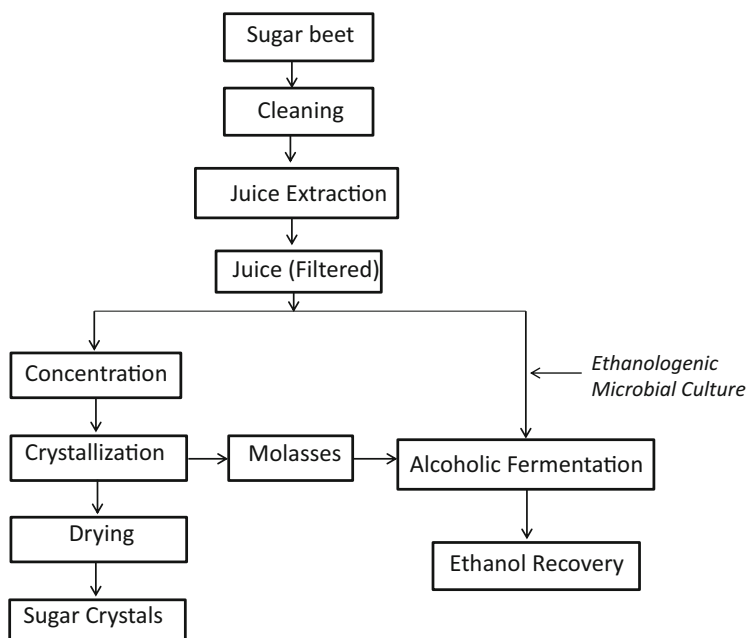 Sugar beet
Cleaning
Juice Extraction
Juice (Filtered)
Concentration
Ethanologenic
Microbial Culture
Crystallization
Molasses
Alcoholic Fermentation
Drying
Ethanol Recovery
Sugar Crystals